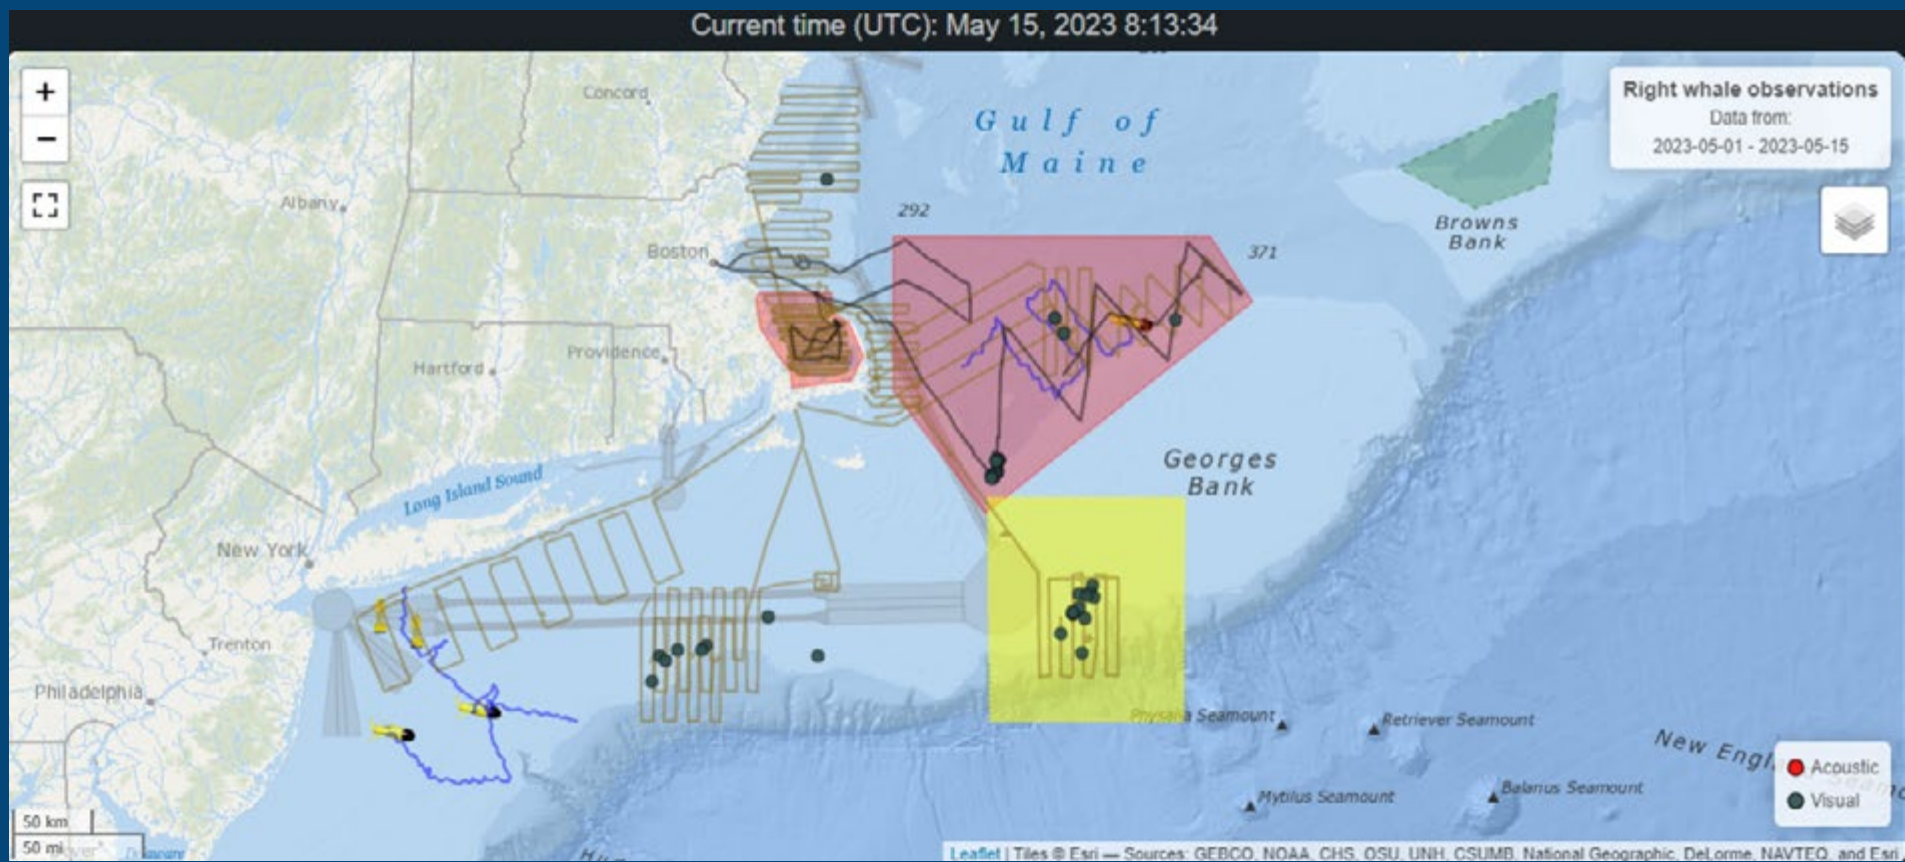 Current time (UTC): May 15, 2023 8:13:34
+
−
Right whale observations
Data from:
2023-05-01 - 2023-05-15
Concord
Gulf of
Maine
Albany
292
Browns
Bank
Boston
371
Providence
Hartford
Georges
Bank
Long Island Sound
New York
Trenton
Philadelphia
Physalia Seamount
Retriever Seamount
New Engl
Acoustic
Visual
Mytilus Seamount
Balanus Seamount
50 km
50 mi
Delaware
Leaflet | Tiles © Esri — Sources: GEBCO, NOAA, CHS, OSU, UNH, CSUMB, National Geographic, DeLorme, NAVTEQ, and Esri